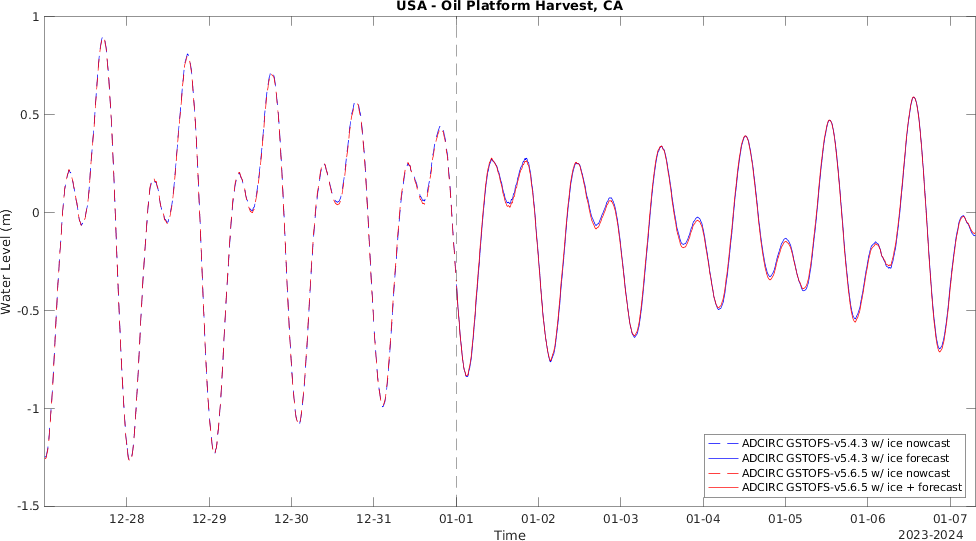 USA - Oil Platform Harvest, CA
Water Level (m)
1
0.5
0
-0.5
-1
-1.5
ADCIRC GSTOFS-v5.4.3 w/ ice nowcast
ADCIRC GSTOFS-v5.4.3 w/ ice forecast
ADCIRC GSTOFS-v5.6.5 w/ ice nowcast
ADCIRC GSTOFS-v5.6.5 w/ ice + forecast
12-28 12-29 12-30 12-31 01-01 01-02 01-03 01-04 01-05 01-06 01-07
Time
2023-2024